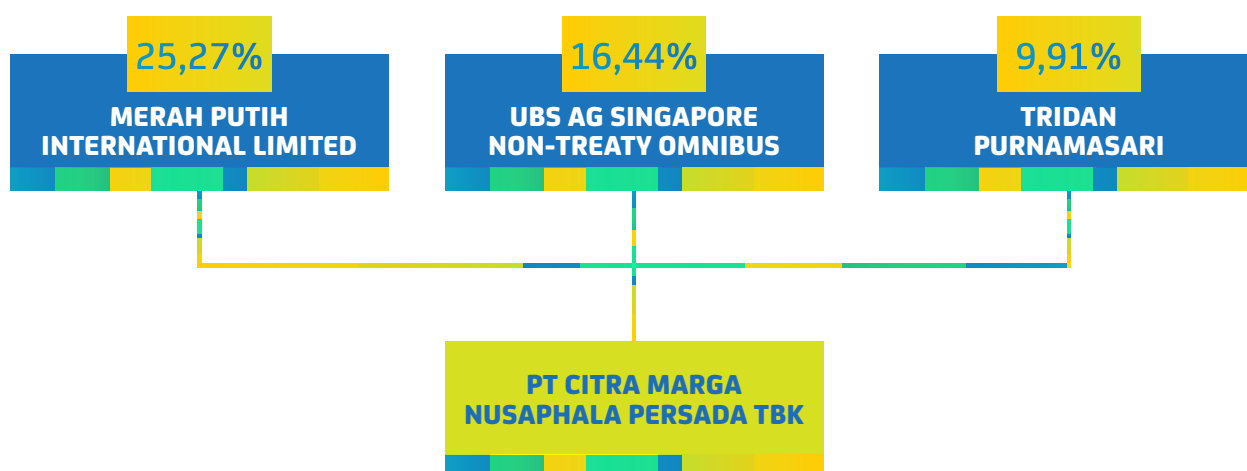 25,27%
MERAH PUTIH
INTERNATIONAL LIMITED
16,44%
UBS AG SINGAPORE
NON-TREATY OMNIBUS
9,91%
TRIDAN
PURNAMASARI
PT CITRA MARGA
NUSAPHALA PERSADA TBK